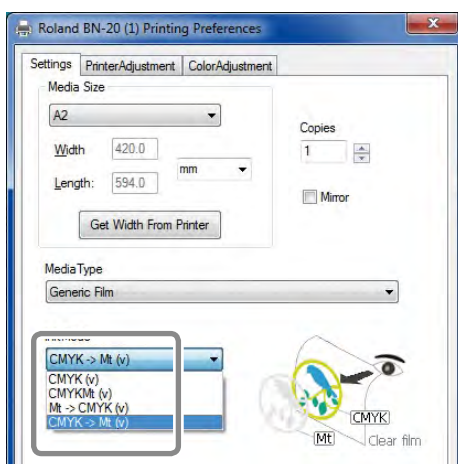 Roland BN-20 (1) Printing Preferences
Settings PrinterAdjustment ColorAdjustment
Media Size
A2
Width 420.0
mm
Length: 594.0
Get Width From Printer
Copies
1
Mirror
MediaType
Generic Film
CMYK -> Mt (v)
CMYK (v)
CMYKMt (v)
Mt -> CMYK (v)
CMYK -> Mt (v)
CMYK
Mt
Clear film